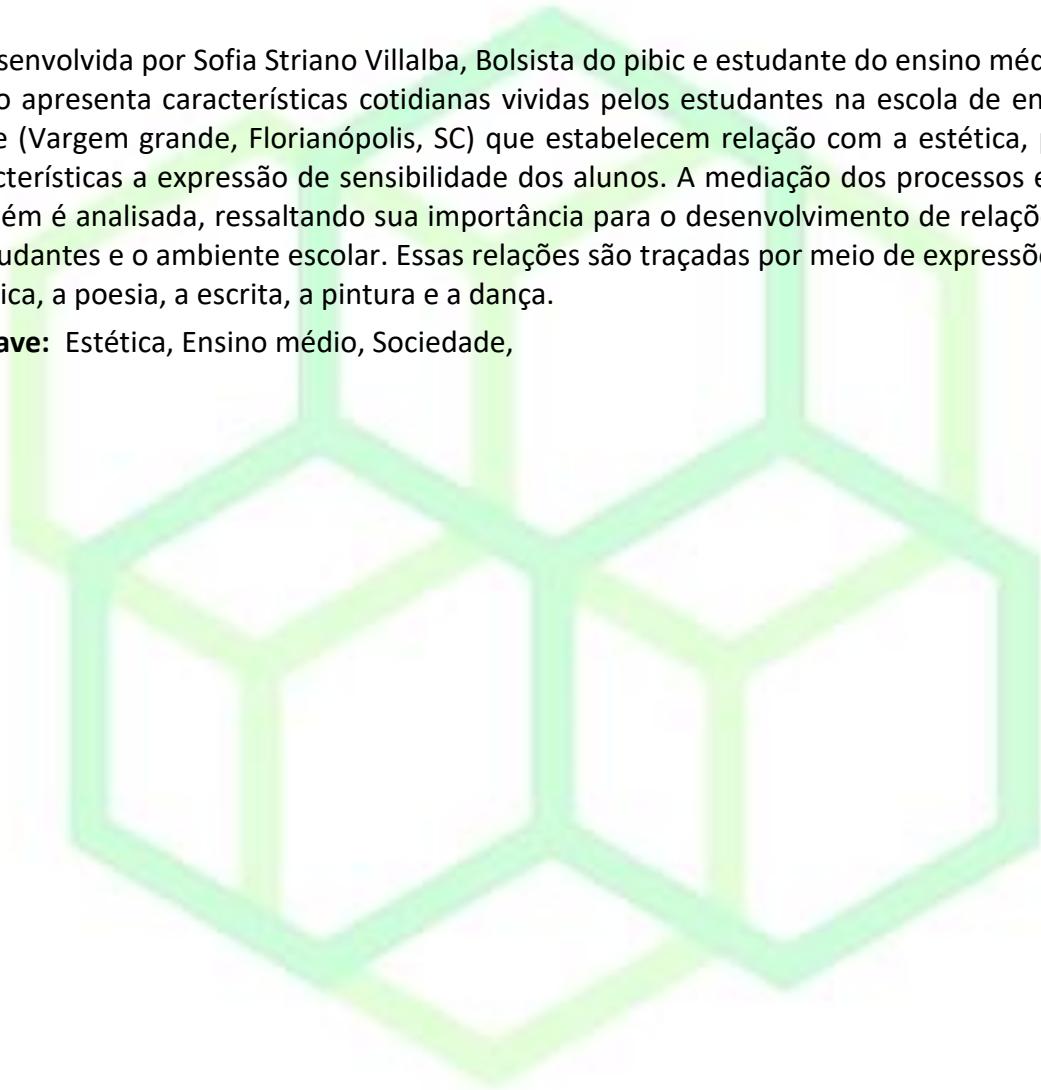 senvolvida por Sofia Striano Villalba, Bolsista do pibic e estudante do ensino méd
o apresenta características cotidianas vividas pelos estudantes na escola de en
e (Vargem grande, Florianópolis, SC) que estabelecem relação com a estética, p
cterísticas a expressão de sensibilidade dos alunos. A mediação dos processos e
ém é analisada, ressaltando sua importância para o desenvolvimento de relaçõe
udantes e o ambiente escolar. Essas relações são traçadas por meio de expressõe
ica, a poesia, a escrita, a pintura e a dança.
ave: Estética, Ensino médio, Sociedade,